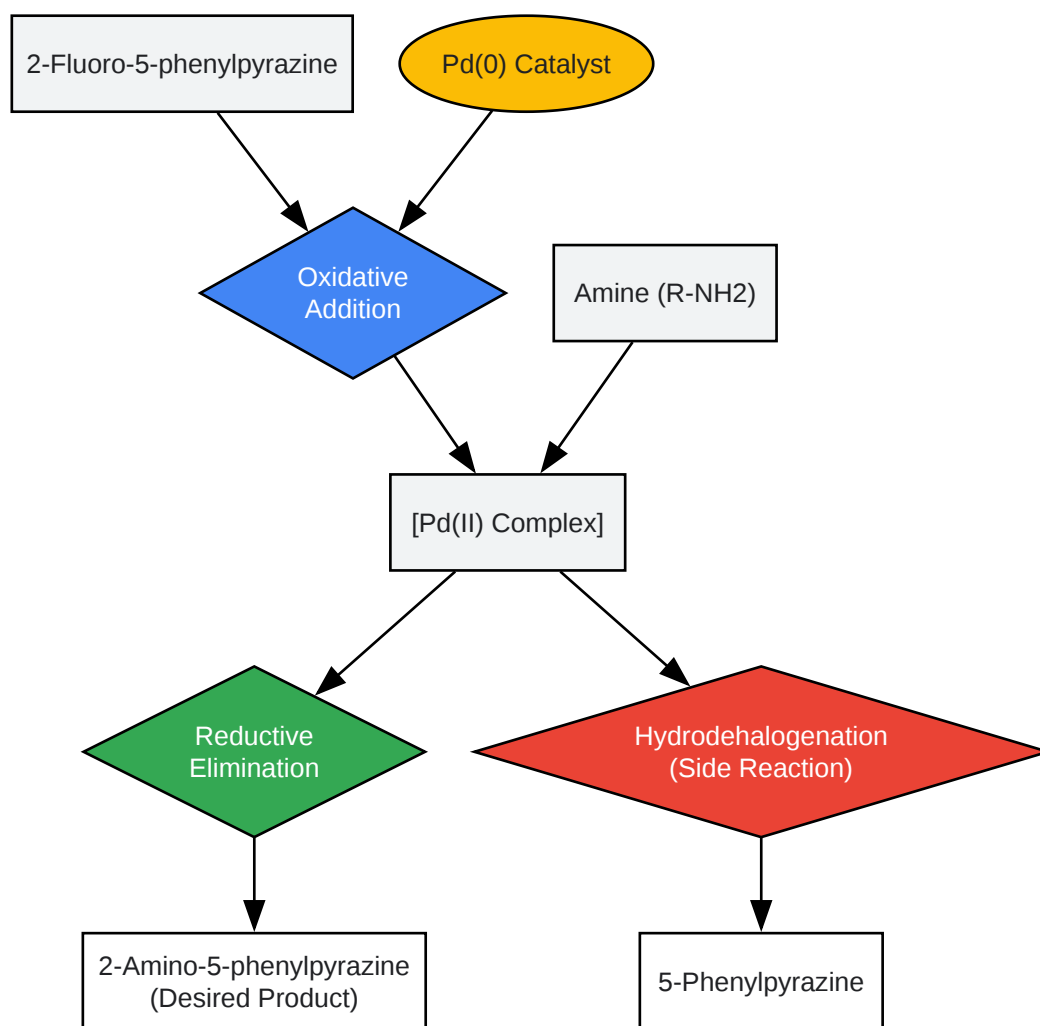 2-Fluoro-5-phenylpyrazine
Pd(0) Catalyst
Oxidative
Addition
Amine (R-NH2)
[Pd(II) Complex]
Reductive
Elimination
Hydrodehalogenation
(Side Reaction)
2-Amino-5-phenylpyrazine
(Desired Product)
5-Phenylpyrazine